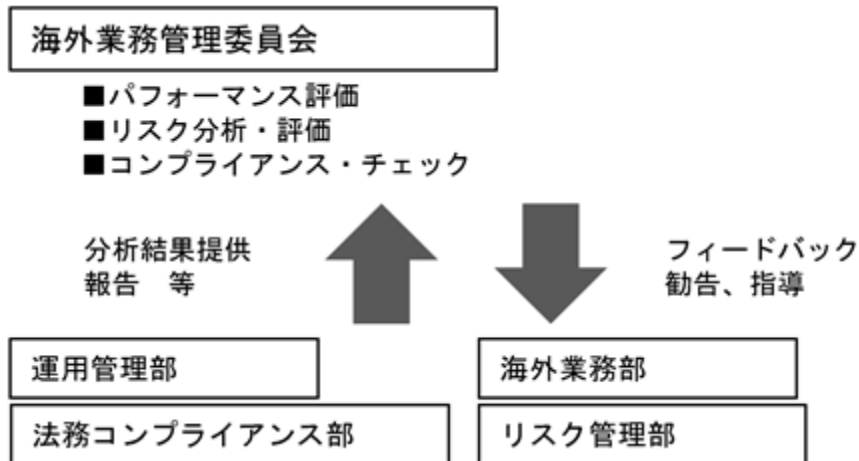 海外業務管理委員会
■パフォーマンス評価
■リスク分析・評価
■コンプライアンス・チェック
分析結果提供
報告　等
フィードバック
勧告、指導
運用管理部
海外業務部
法務コンプライアンス部
リスク管理部